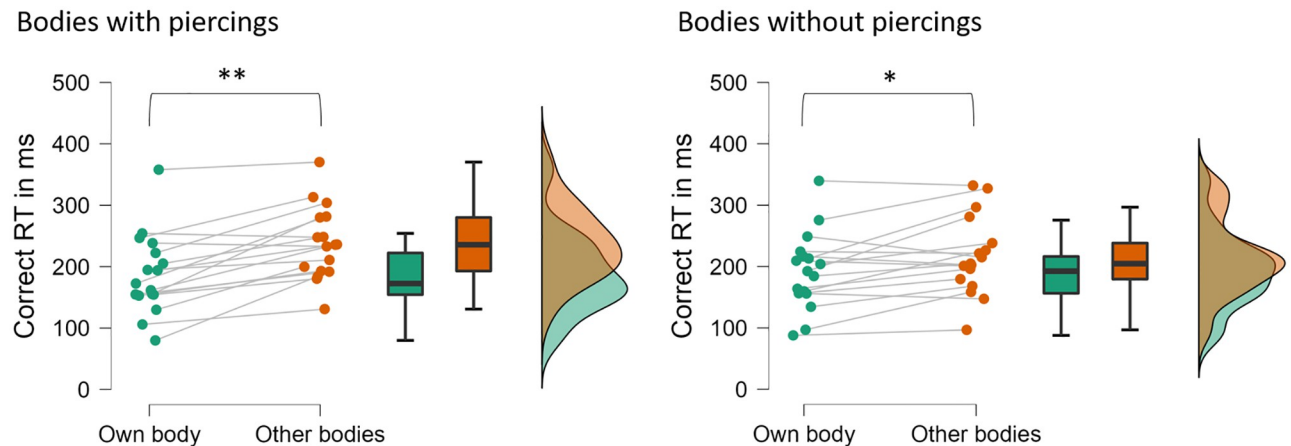 Bodies with piercings
**
500
400
300
200
100
0
Correct RT in ms
Own body
Other bodies
Bodies without piercings
*
500
400
300
200
100
0
Correct RT in ms
Own body
Other bodies